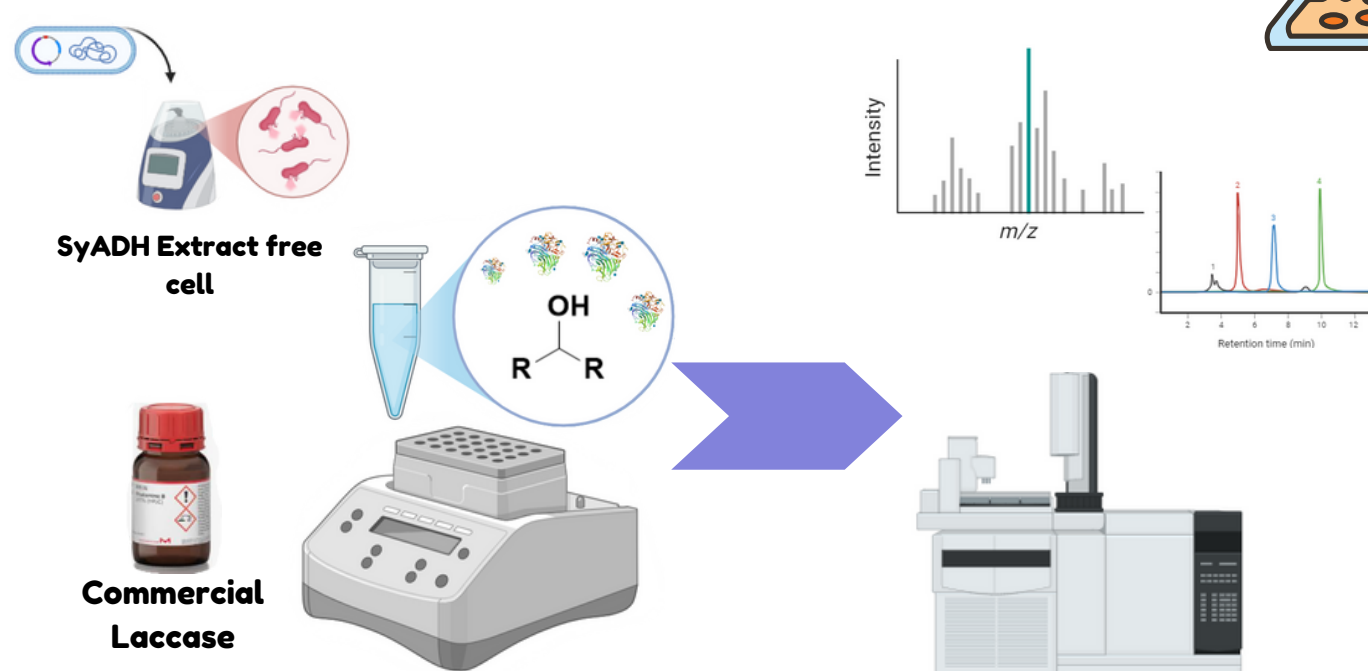 SyADH Extract free
cell
OH
R R
Commercial
Laccase
Intensity
m/z
1
2
3
4
0
2 4 6 8 10 12
Retention time (min)